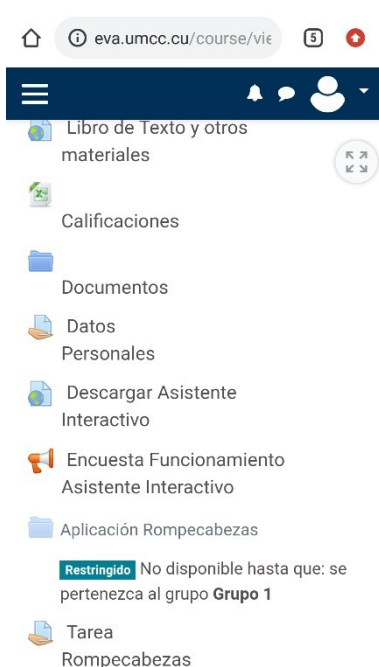 eva.umcc.cu/course/vie
5
Libro de Texto y otros
materiales
Calificaciones
Documentos
Datos
Personales
Descargar Asistente
Interactivo
Encuesta Funcionamiento
Asistente Interactivo
Aplicación Rompecabezas
Restringido No disponible hasta que: se
pertenezca al grupo Grupo 1
Tarea
Rompecabezas